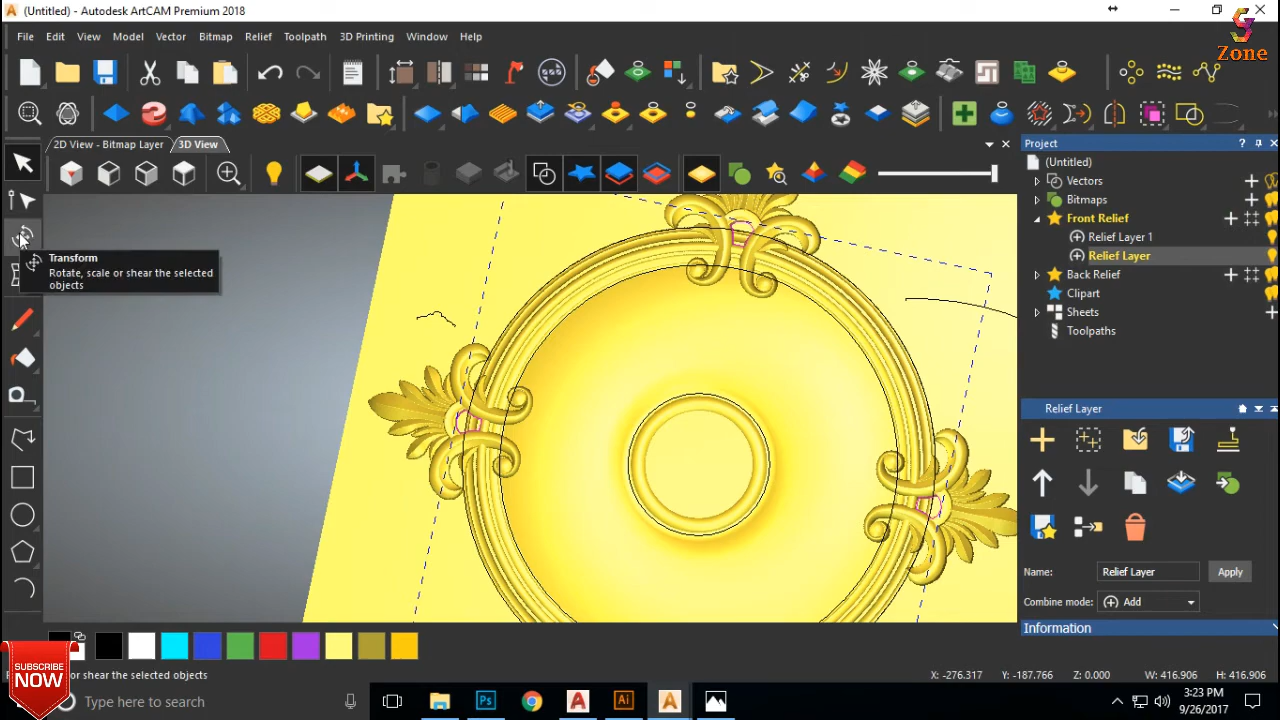 (Untitled) - Autodesk ArtCAM Premium 2018
Zone
File Edit View Model Vector Bitmap Relief Toolpath 3D Printing Window Help
2D View - Bitmap Layer 3D View
Project
(Untitled)
Vectors
Bitmaps
Front Relief
Relief Layer 1
Relief Layer
Back Relief
Clipart
Sheets
Toolpaths
Transform
Rotate, scale or shear the selected
objects
Relief Layer
Name: Relief Layer Apply
Combine mode: Add
Information
or shear the selected objects
X: -276.317 Y: -187.766 Z: 0.000 W: 416.906 H: 416.906
SUBSCRIBE
NOW
Type here to search
Ps
Ai
3:23 PM
9/26/2017